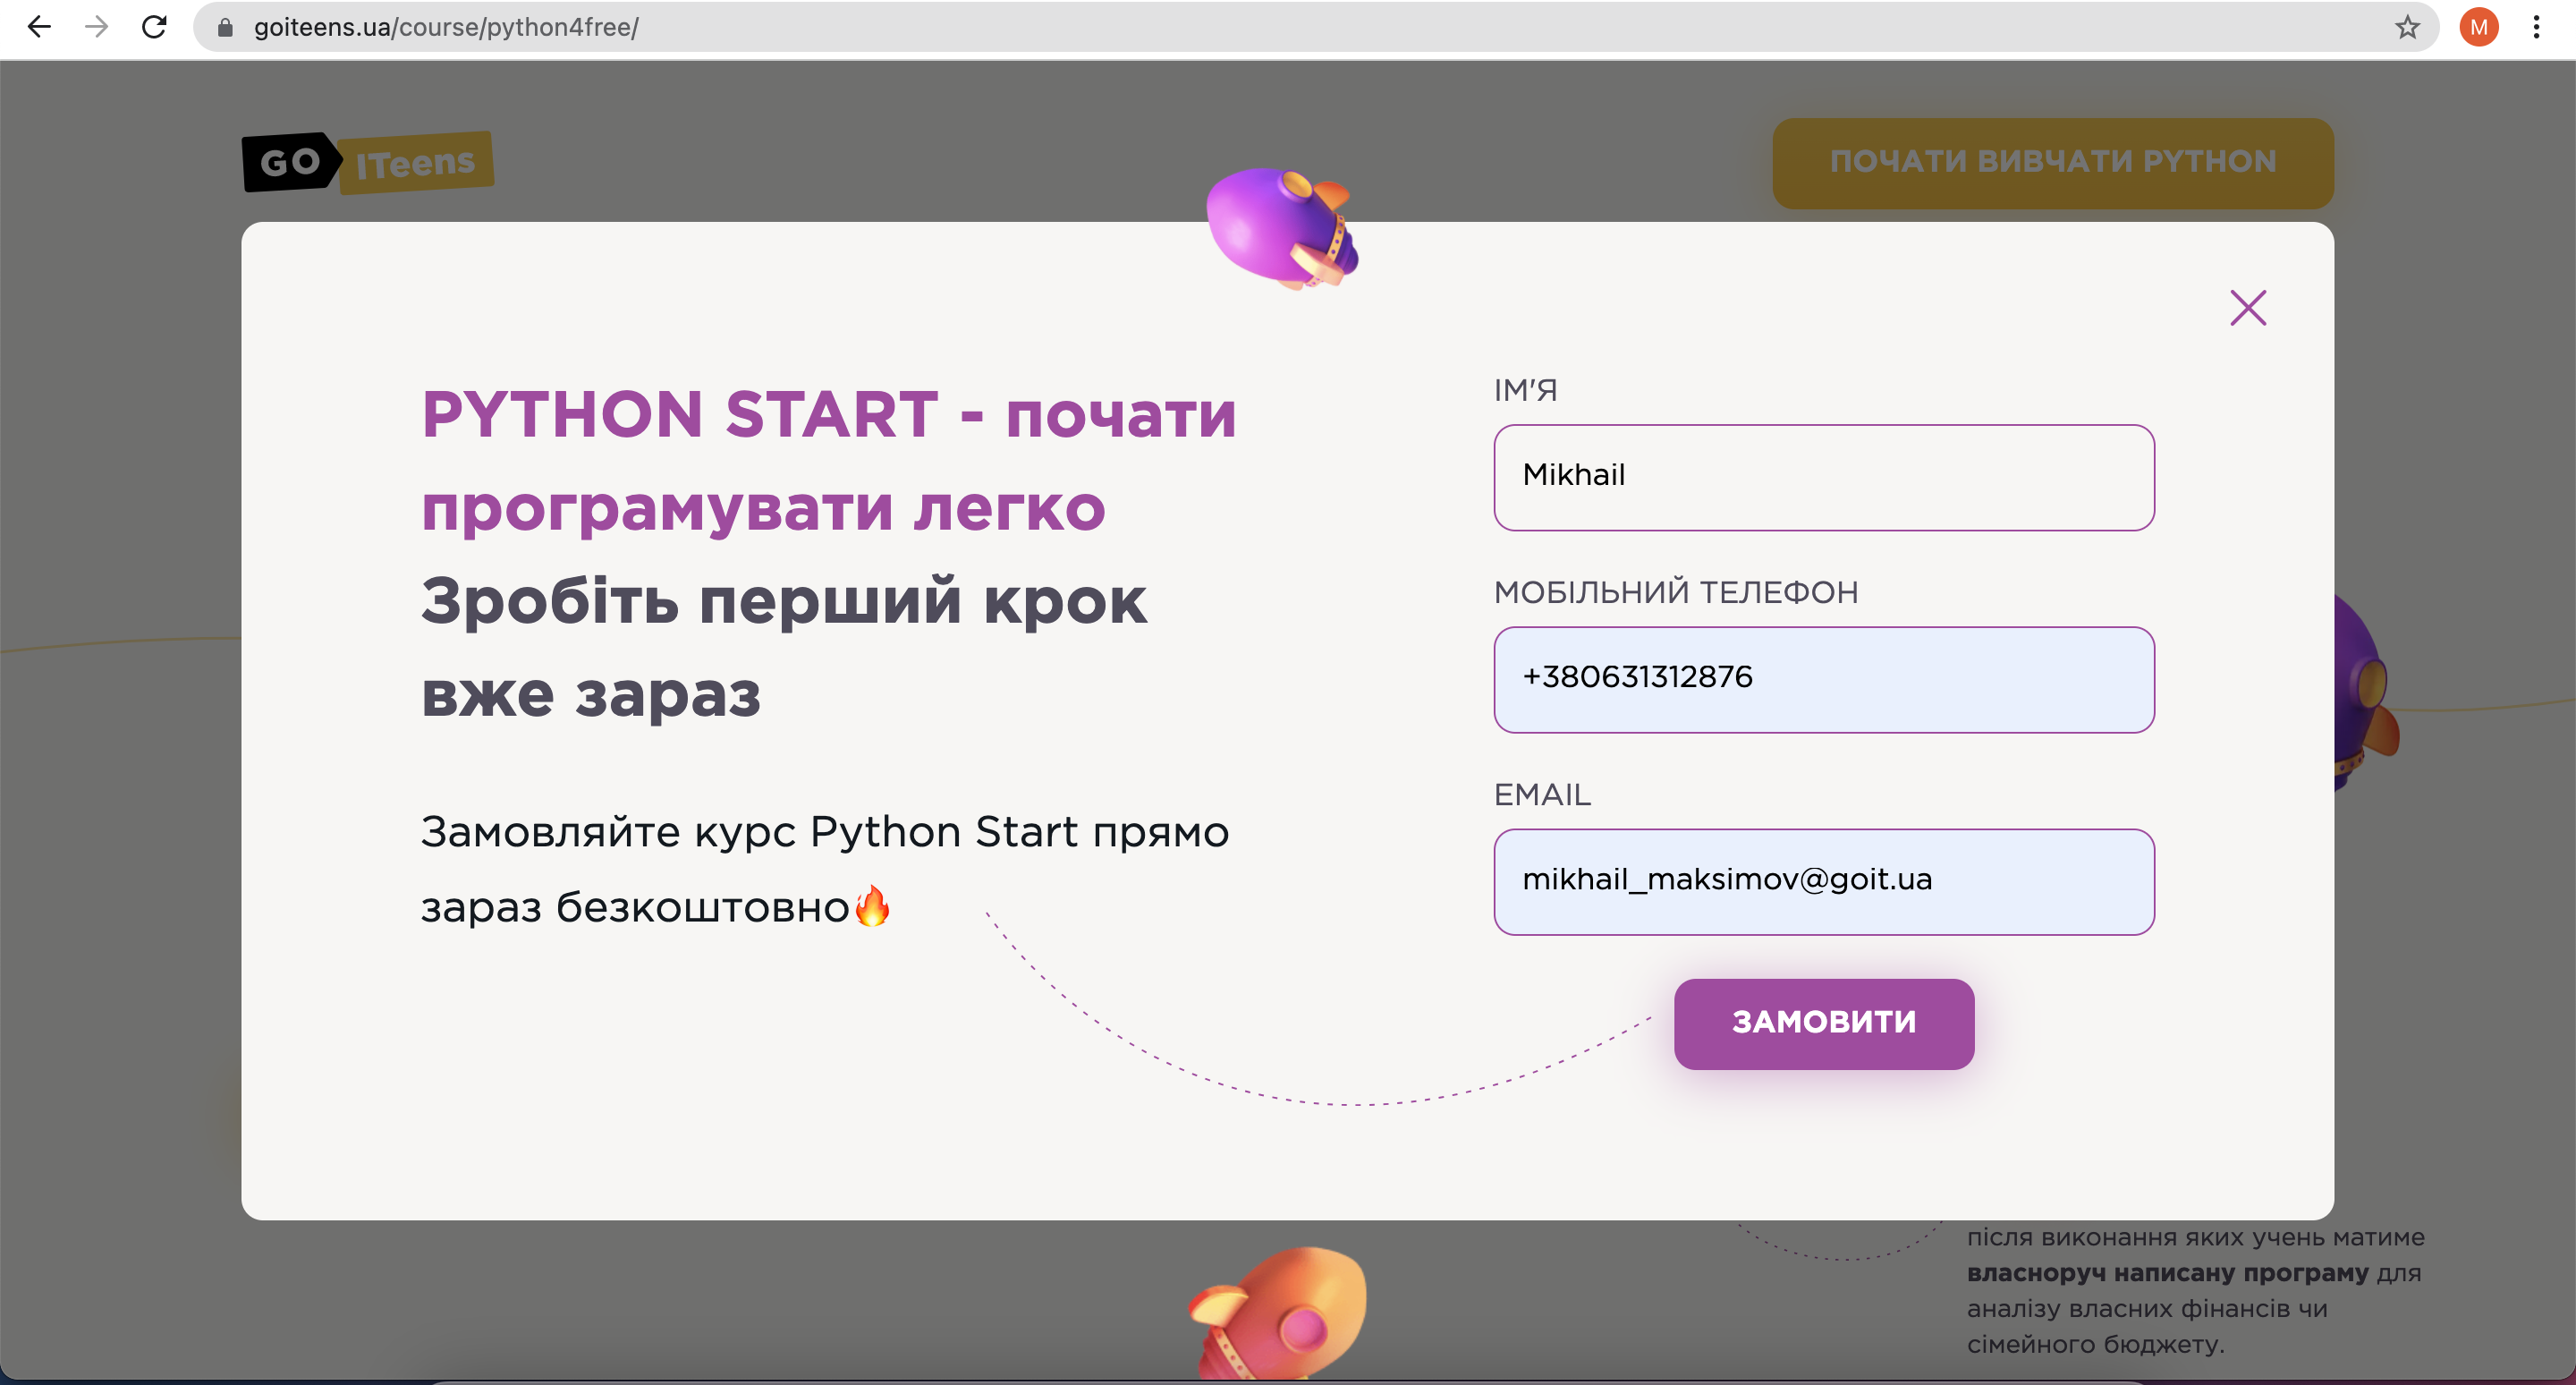 goiteens.ua/course/python4free/
M
GO ITeens
ПОЧАТИ ВИВЧАТИ PYTHON
PYTHON START - почати
програмувати легко
Зробіть перший крок
вже зараз
Замовляйте курс Python Start прямо
зараз безкоштовно🔥
ІМ'Я
Mikhail
МОБІЛЬНИЙ ТЕЛЕФОН
+380631312876
EMAIL
mikhail_maksimov@goit.ua
ЗАМОВИТИ
після виконання яких учень матиме
власноруч написану програму для
аналізу власних фінансів чи
сімейного бюджету.